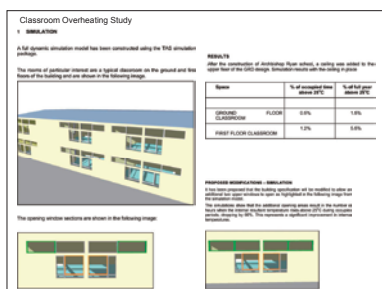 Classroom Overheating Study
1 SIMULATION
A full dynamic simulation model has been constructed using the TAS simulation
package.
The rooms of particular interest are a typical classroom on the ground and first
floors of the building and are shown in the following image.
The opening window sections are shown in the following image:
RESULTS
After the construction of Archbishop Ryan school, a ceiling was added to the
upper floor of the GRO design. Simulation results with the ceiling in place
Space % of occupied time % of full year
above 25°C above 25°C
GROUND FLOOR 0.9% 1.8%
CLASSROOM
FIRST FLOOR CLASSROOM 1.2% 5.8%
PROPOSED MODIFICATIONS – SIMULATION
It has been proposed that the building specification will be modified to allow an
additional two upper windows to open as highlighted in the following image from
the simulation model.
The simulations show that the additional opening areas result in the number of
hours when the internal resultant temperature rises above 25°C during occupied
periods, dropping by 50%. This represents a significant improvement in internal
temperatures.